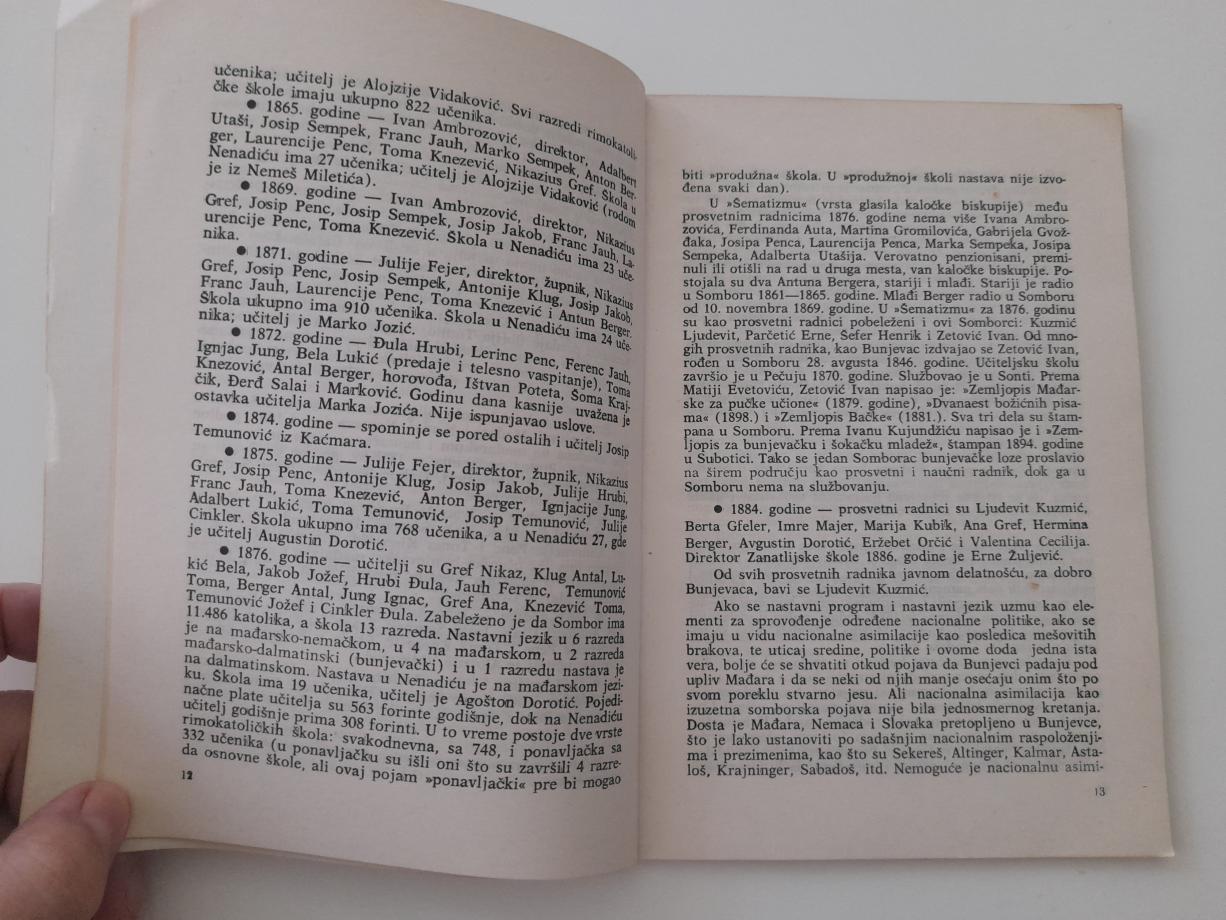 učenika; učitelj je Alojzije Vidaković. Svi razredi rimokatoli-
čke škole imaju ukupno 822 učenika.
● 1865. godine — Ivan Ambrozović, direktor, Adalbert
Utaši, Josip Sempek, Franc Jauh, Marko Sempek, Anton Ber-
ger, Laurencije Penc, Toma Knezević, Nikazius Gref. Škola u
Nenadiću ima 27 učenika; učitelj je Alojzije Vidaković (rodom
je iz Nemeš Miletića).
● 1869. godine — Ivan Ambrozović, direktor, Nikazius
Gref, Josip Penc, Josip Sempek, Josip Jakob, Franc Jauh, La-
urencije Penc, Toma Knezević. Škola u Nenadiću ima 23 uče-
nika.
● 1871. godine — Julije Fejer, direktor, župnik, Nikazius
Gref, Josip Penc, Josip Sempek, Antonije Klug, Josip Jakob,
Franc Jauh, Laurencije Penc, Toma Knezević i Antun Berger.
Škola ukupno ima 910 učenika. Škola u Nenadiću ima 24 uče-
nika; učitelj je Marko Jozić.
● 1872. godine — Đula Hrubi, Lerinc Penc, Ferenc Jauh,
Ignjac Jung, Bela Lukić (predaje i telesno vaspitanje), Toma
Knezović, Antal Berger, horovođa, Ištvan Poteta, Šoma Kraj-
čik, Đerđ Salai i Marković. Godinu dana kasnije uvažena je
ostavka učitelja Marka Jozića. Nije ispunjavao uslove.
● 1874. godine — spominje se pored ostalih i učitelj Josip
Temunović iz Kaćmara.
● 1875. godine — Julije Fejer, direktor, župnik, Nikazius
Gref, Josip Penc, Antonije Klug, Josip Jakob, Julije Hrubi,
Franc Jauh, Toma Knezević, Anton Berger, Ignjacije Jung,
Adalbert Lukić, Toma Temunović, Josip Temunović, Julije
Cinkler. Škola ukupno ima 768 učenika, a u Nenadiću 27, gde
je učitelj Augustin Dorotić.
● 1876. godine — učitelji su Gref Nikaz, Klug Antal, Lu-
kić Bela, Jakob Jožef, Hrubi Đula, Jauh Ferenc, Temunović
Toma, Berger Antal, Jung Ignac, Gref Ana, Knezević Toma,
Temunović Jožef i Cinkler Đula. Zabeleženo je da Sombor ima
11.486 katolika, a škola 13 razreda. Nastavni jezik u 6 razreda
je na mađarsko-nemačkom, u 4 na mađarskom, u 2 razreda
mađarsko-dalmatinski (bunjevački) i u 1 razredu nastava je
na dalmatinskom. Nastava u Nenadiću je na mađarskom jezi-
ku. Škola ima 19 učenika, učitelj je Agošton Dorotić. Pojedi-
načne plate učitelja su 563 forinte godišnje, dok na Nenadiću
učitelj godišnje prima 308 forinti. U to vreme postoje dve vrste
rimokatoličkih škola: svakodnevna, sa 748, i ponavljačka sa
332 učenika (u ponavljačku su išli oni što su završili 4 razre-
da osnovne škole, ali ovaj pojam »ponavljački« pre bi mogao
12
biti »produžna« škola. U »produžnoj« školi nastava nije izvo-
đena svaki dan).
U »Šematizmu« (vrsta glasila kaločke biskupije) među
prosvetnim radnicima 1876. godine nema više Ivana Ambro-
zovića, Ferdinanda Auta, Martina Gromilovića, Gabrijela Gvož-
đaka, Josipa Penca, Laurencija Penca, Marka Sempeka, Josipa
Sempeka, Adalberta Utašija. Verovatno penzionisani, premi-
nuli ili otišli na rad u druga mesta, van kaločke biskupije. Po-
stojala su dva Antuna Bergera, stariji i mlađi. Stariji je radio
u Somboru 1861—1865. godine. Mlađi Berger radio u Somboru
od 10. novembra 1869. godine. U »Šematizmu« za 1876. godinu
su kao prosvetni radnici pobeleženi i ovi Somborci: Kuzmić
Ljudevit, Parčetić Erne, Šefer Henrik i Zetović Ivan. Od mno-
gih prosvetnih radnika, kao Bunjevac izdvajao se Zetović Ivan,
rođen u Somboru 28. avgusta 1846. godine. Učiteljsku školu
završio je u Pečuju 1870. godine. Službovao je u Sonti. Prema
Matiji Evetoviću, Zetović Ivan napisao je: »Zemljopis Mađar-
ske za pučke učione« (1879. godine), »Dvanaest božićnih pisa-
ma« (1898.) i »Zemljopis Bačke« (1881.). Sva tri dela su štam-
pana u Somboru. Prema Ivanu Kujundžiću napisao je i »Zem-
ljopis za bunjevačku i šokačku mladež«, štampan 1894. godine
u Subotici. Tako se jedan Somborac bunjevačke loze proslavio
na širem području kao prosvetni i naučni radnik, dok ga u
Somboru nema na službovanju.
● 1884. godine — prosvetni radnici su Ljudevit Kuzmić,
Berta Gfeler, Imre Majer, Marija Kubik, Ana Gref, Hermina
Berger, Avgustin Dorotić, Eržebet Orčić i Valentina Cecilija.
Direktor Zanatlijske škole 1886. godine je Erne Žuljević.
Od svih prosvetnih radnika javnom delatnošću, za dobro
Bunjevaca, bavi se Ljudevit Kuzmić.
Ako se nastavni program i nastavni jezik uzmu kao ele-
menti za sprovođenje određene nacionalne politike, ako se
imaju u vidu nacionalne asimilacije kao posledica mešovitih
brakova, te uticaj sredine, politike i ovome doda jedna ista
vera, bolje će se shvatiti otkud pojava da Bunjevci padaju pod
upliv Mađara i da se neki od njih manje osećaju onim što po
svom poreklu stvarno jesu. Ali nacionalna asimilacija kao
izuzetna somborska pojava nije bila jednosmernog kretanja.
Dosta je Mađara, Nemaca i Slovaka pretopljeno u Bunjevce,
što je lako ustanoviti po sadašnjim nacionalnim raspoloženji-
ma i prezimenima, kao što su Sekereš, Altinger, Kalmar, Asta-
loš, Krajninger, Sabadoš, itd. Nemoguće je nacionalnu asimi-
13